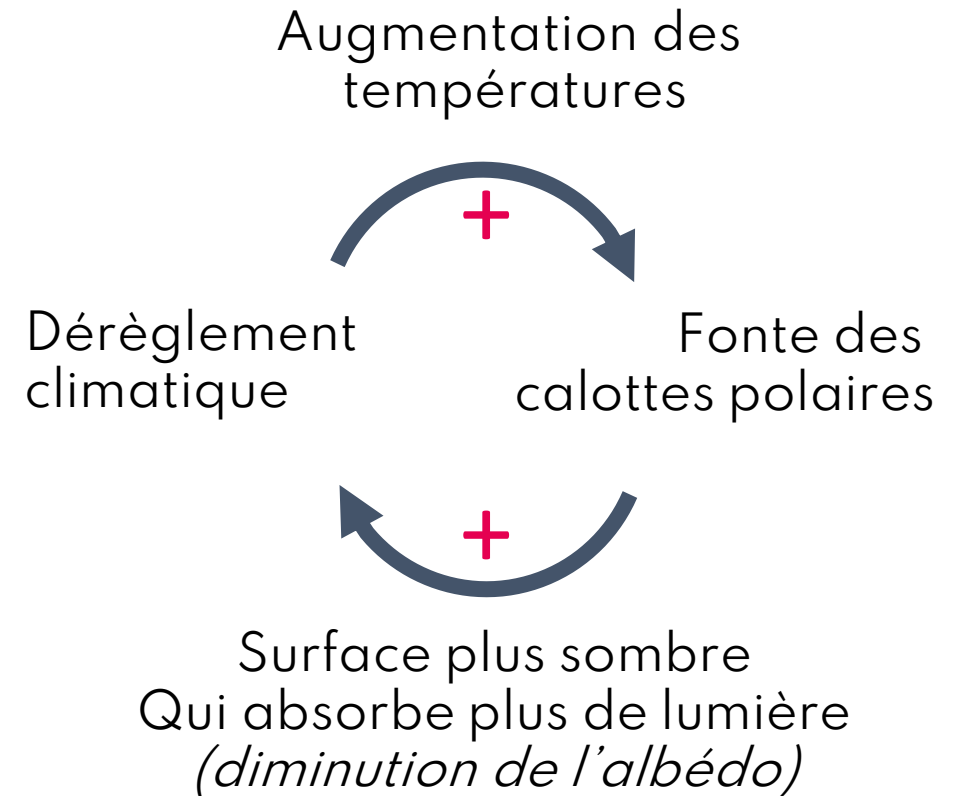 Augmentation des
températures
+
Dérèglement
climatique
Fonte des
calottes polaires
+
Surface plus sombre
Qui absorbe plus de lumière
(diminution de l'albédo)